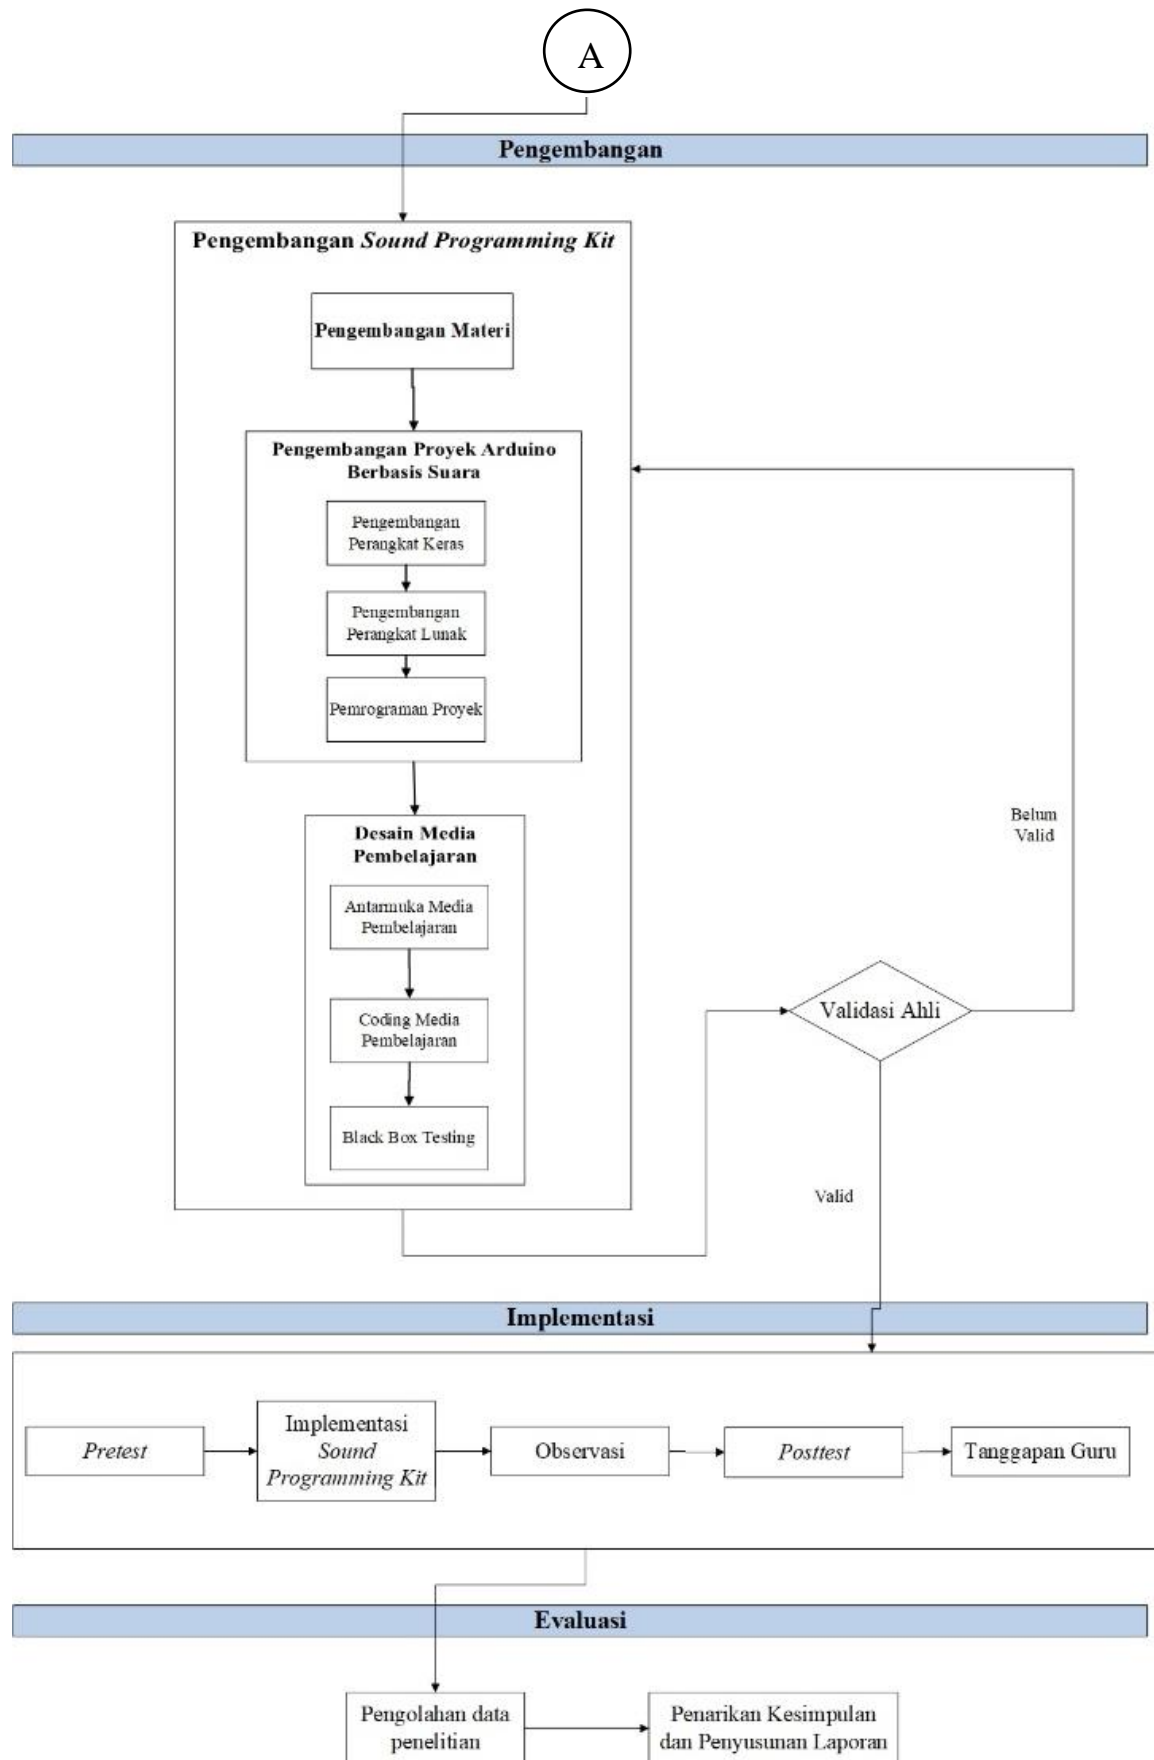 A
Pengembangan
Pengembangan Sound Programming Kit
Pengembangan Materi
Pengembangan Proyek Arduino
Berbasis Suara
Pengembangan
Perangkat Keras
Pengembangan
Perangkat Lunak
Pemrograman Proyek
Desain Media
Pembelajaran
Antarmuka Media
Pembelajaran
Coding Media
Pembelajaran
Black Box Testing
Belum
Valid
Validasi Ahli
Valid
Implementasi
Pretest
Implementasi
Sound
Programming Kit
Observasi
Posttest
Tanggapan Guru
Evaluasi
Pengolahan data
penelitian
Penarikan Kesimpulan
dan Penyusunan Laporan